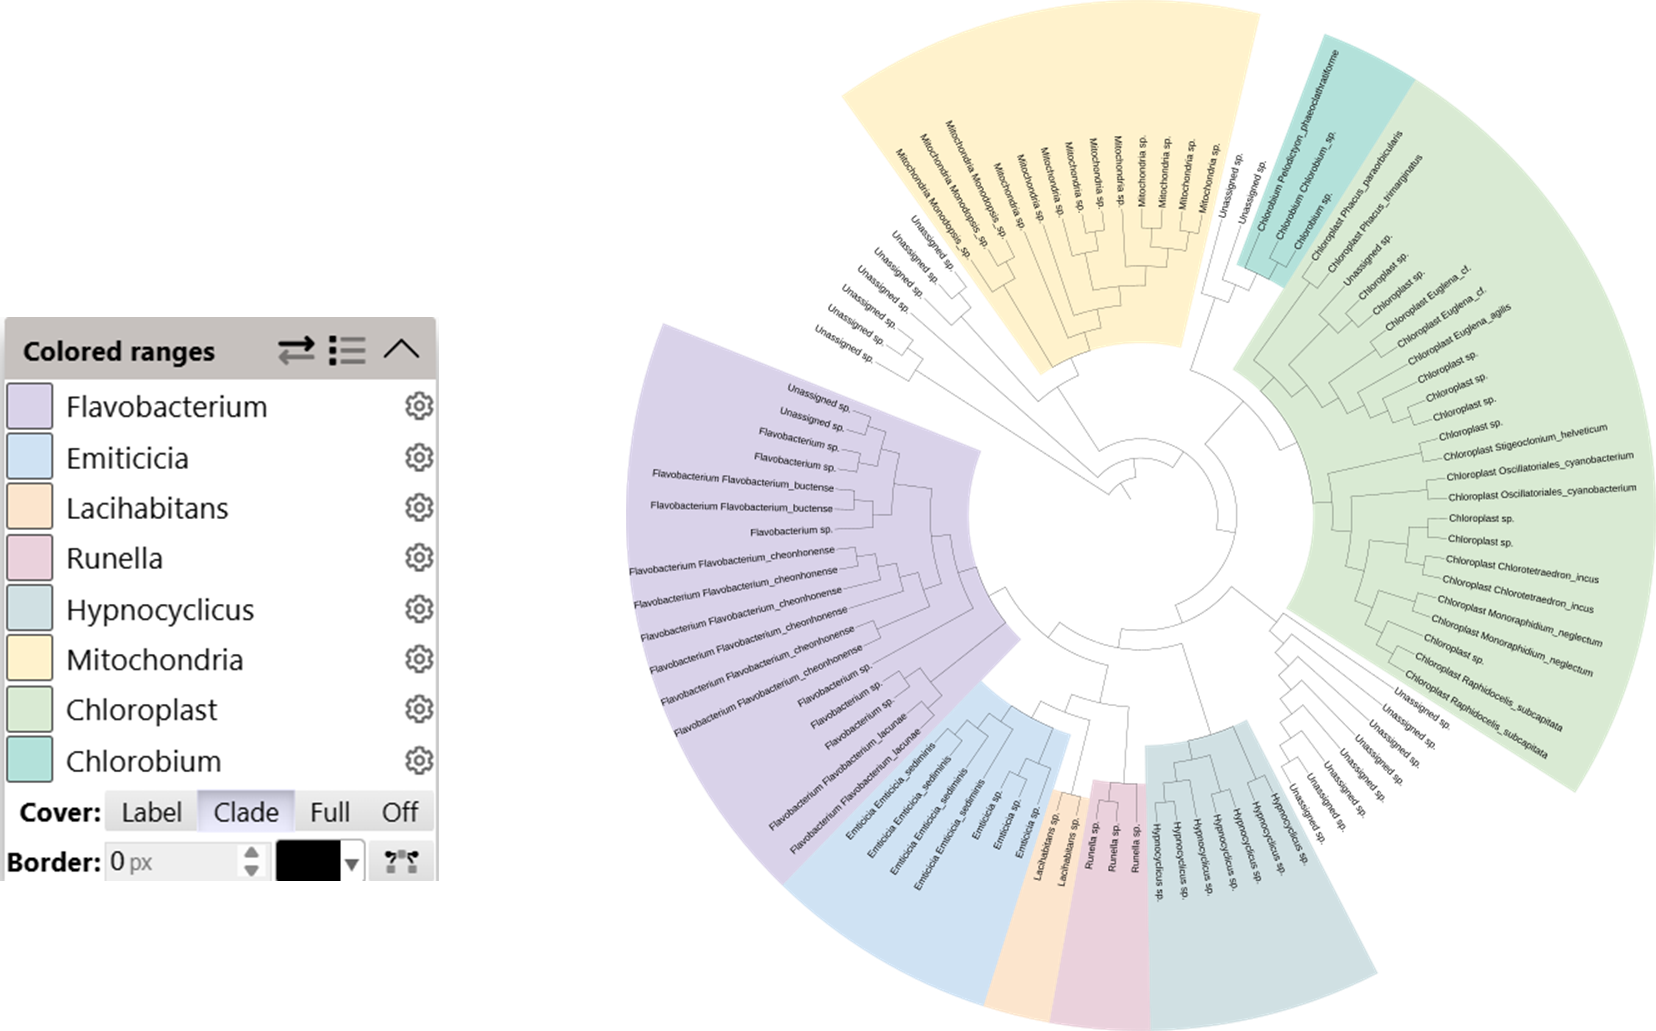 Colored ranges
Flavobacterium
Emiticicia
Lacihabitans
Runella
Hypnocyclicus
Mitochondria
Chloroplast
Chlorobium
Cover: Label Clade Full Off
Border: 0 px
Unassigned sp.
Unassigned sp.
Flavobacterium sp.
Flavobacterium sp.
Flavobacterium Flavobacterium_buctense
Flavobacterium Flavobacterium_buctense
Flavobacterium sp.
Flavobacterium Flavobacterium_cheonhonense
Flavobacterium Flavobacterium_cheonhonense
Flavobacterium Flavobacterium_cheonhonense
Flavobacterium Flavobacterium_cheonhonense
Flavobacterium Flavobacterium_cheonhonense
Flavobacterium Flavobacterium_cheonhonense
Flavobacterium sp.
Flavobacterium sp.
Flavobacterium sp.
Flavobacterium Flavobacterium_lacunae
Flavobacterium Flavobacterium_lacunae
Emticicia Emticicia_sediminis
Emticicia Emticicia_sediminis
Emticicia Emticicia_sediminis
Emticicia Emticicia_sediminis
Emticicia sp.
Emticicia sp.
Emticicia sp.
Lacihabitans sp.
Lacihabitans sp.
Runella sp.
Runella sp.
Runella sp.
Hypnocyclicus sp.
Hypnocyclicus sp.
Hypnocyclicus sp.
Hypnocyclicus sp.
Hypnocyclicus sp.
Hypnocyclicus sp.
Hypnocyclicus sp.
Unassigned sp.
Unassigned sp.
Unassigned sp.
Unassigned sp.
Unassigned sp.
Unassigned sp.
Unassigned sp.
Unassigned sp.
Chloroplast Raphidocelis_subcapitata
Chloroplast Raphidocelis_subcapitata
Chloroplast sp.
Chloroplast Monoraphidium_neglectum
Chloroplast Monoraphidium_neglectum
Chloroplast Chlorotetraedron_incus
Chloroplast Chlorotetraedron_incus
Chloroplast sp.
Chloroplast sp.
Chloroplast Oscillatoriales_cyanobacterium
Chloroplast Oscillatoriales_cyanobacterium
Chloroplast Stigeoclonium_helveticum
Chloroplast sp.
Chloroplast sp.
Chloroplast sp.
Chloroplast sp.
Chloroplast Euglena_agilis
Chloroplast Euglena_cf.
Chloroplast Euglena_cf.
Chloroplast sp.
Chloroplast sp.
Unassigned sp.
Chloroplast Phacus_trimarginatus
Chloroplast Phacus_paraorbicularis
Chlorobium sp.
Chlorobium Chlorobium_sp.
Chlorobium Pelodictyon_phaeoclathratiforme
Unassigned sp.
Unassigned sp.
Mitochondria sp.
Mitochondria sp.
Mitochondria sp.
Mitochondria sp.
Mitochondria sp.
Mitochondria sp.
Mitochondria sp.
Mitochondria sp.
Mitochondria sp.
Mitochondria sp.
Mitochondria Monodopsis_sp.
Mitochondria Monodopsis_sp.
Mitochondria Monodopsis_sp.
Unassigned sp.
Unassigned sp.
Unassigned sp.
Unassigned sp.
Unassigned sp.
Unassigned sp.
Unassigned sp.